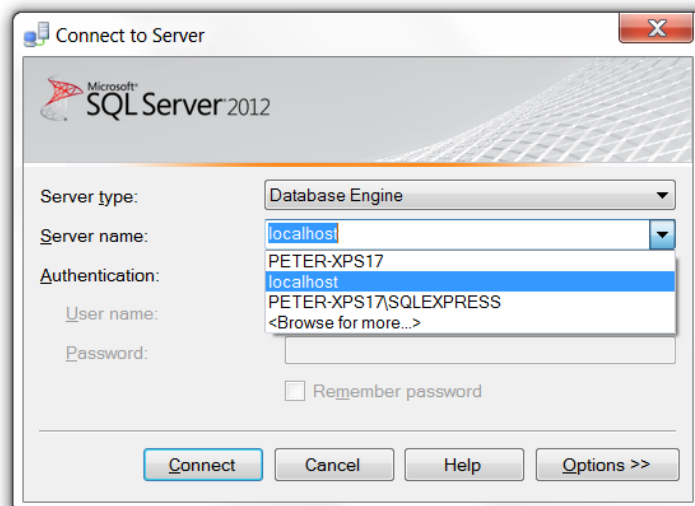 Connect to Server
X
Microsoft®
SQL Server® 2012
Server type: Database Engine
Server name: localhost
PETER-XPS17
Authentication: localhost
PETER-XPS17\SQLEXPRESS
User name: <Browse for more...>
Password:
Remember password
Connect Cancel Help Options >>